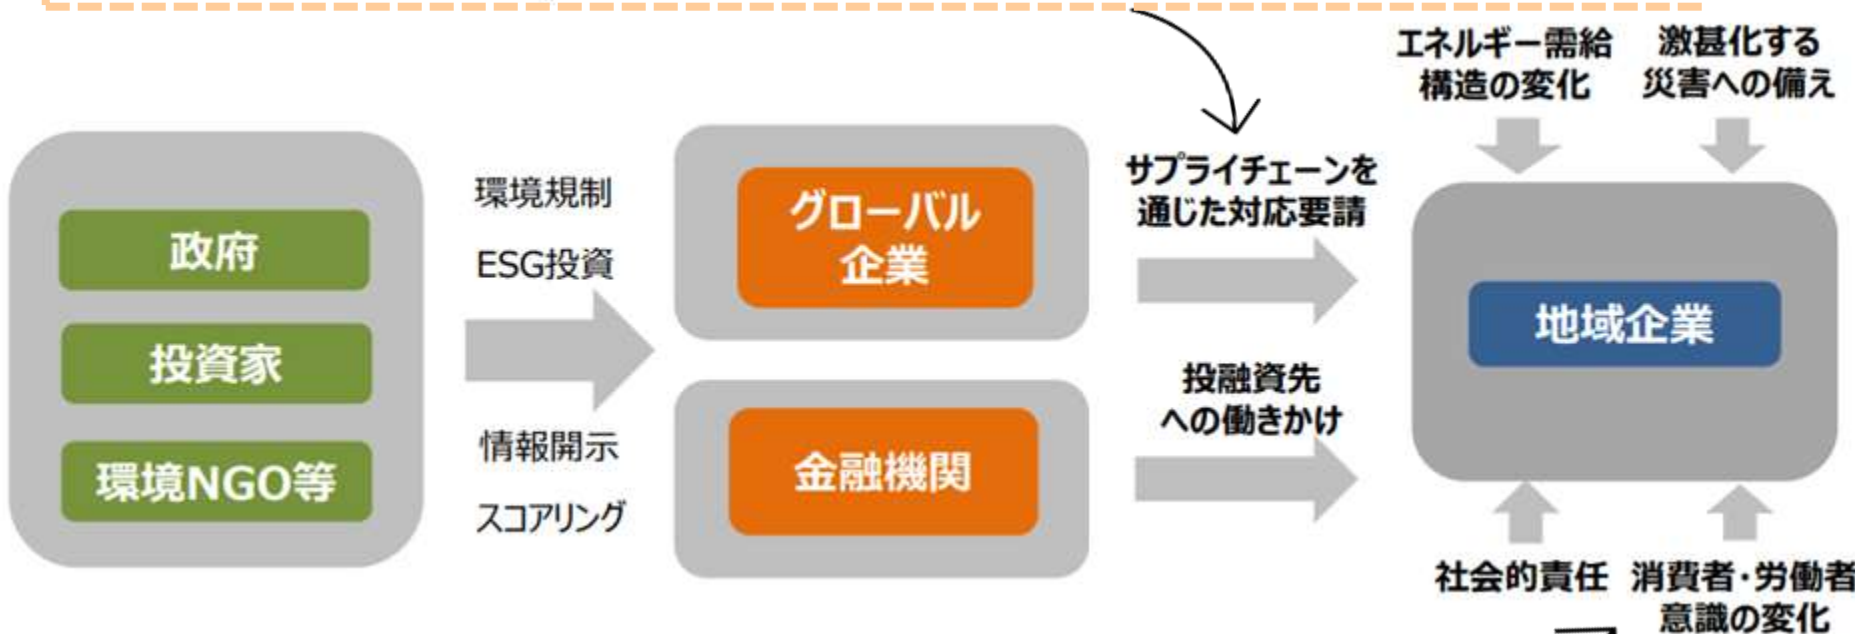 政府
投資家
環境NGO等
環境規制
ESG投資
情報開示
スコアリング
グローバル
企業
金融機関
サプライチェーンを
通じた対応要請
投融資先
への働きかけ
エネルギー需給
構造の変化
激甚化する
災害への備え
地域企業
社会的責任
消費者・労働者
意識の変化